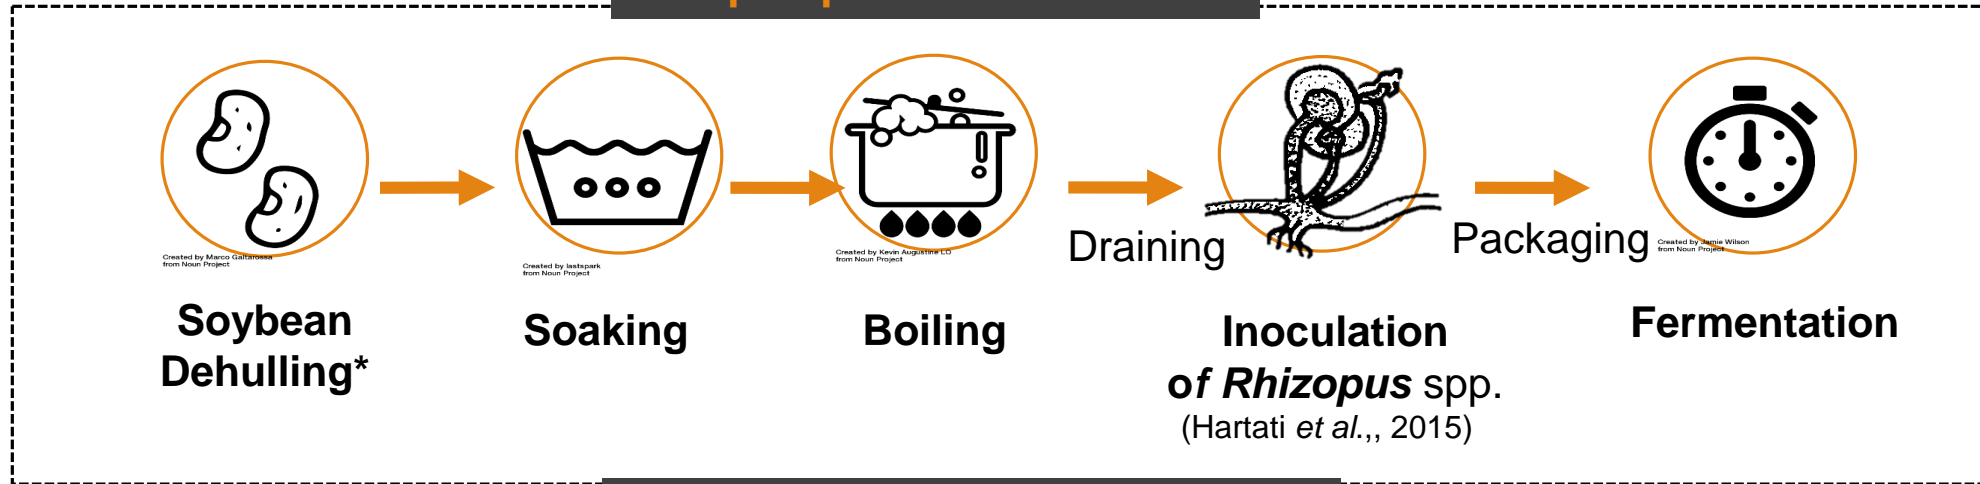 Created by Marco Galtarossa
from Noun Project
Soybean
Dehulling*
Created by lastspark
from Noun Project
Soaking
Created by Kevin Augustine LO
from Noun Project
Boiling
Draining
Inoculation
of Rhizopus spp.
(Hartati et al.,, 2015)
Packaging
Created by Jamie Wilson
from Noun Project
Fermentation